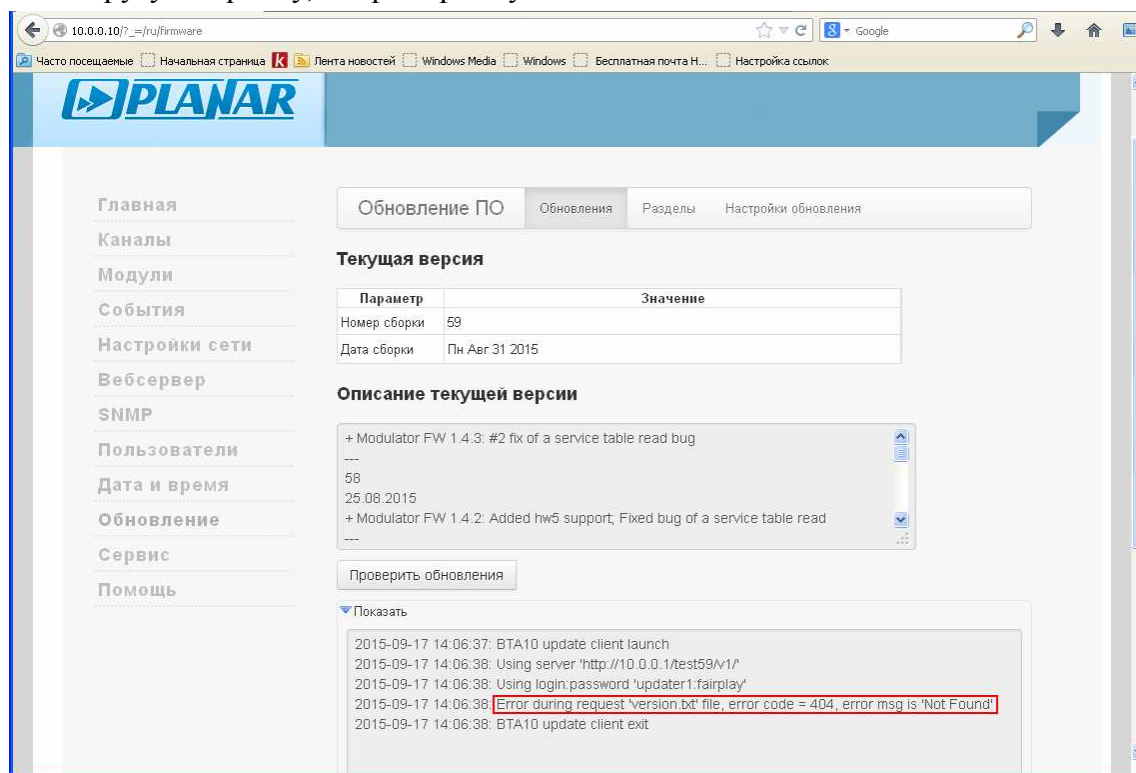 10.0.0.10/?_=/ru/firmware
Google
Часто посещаемые Начальная страница Лента новостей Windows Media Windows Бесплатная почта H... Настройка ссылок
PLANAR
Главная
Каналы
Модули
События
Настройки сети
Вебсервер
SNMP
Пользователи
Дата и время
Обновление
Сервис
Помощь
Обновление ПО Обновления Разделы Настройки обновления
Текущая версия
Параметр Значение
Номер сборки 59
Дата сборки Пн Авг 31 2015
Описание текущей версии
+ Modulator FW 1.4.3: #2 fix of a service table read bug
---
58
25.08.2015
+ Modulator FW 1.4.2: Added hw5 support; Fixed bug of a service table read
---
Проверить обновления
Показать
2015-09-17 14:06:37: BTA10 update client launch
2015-09-17 14:06:38: Using server 'http://10.0.0.1/test59/v1/'
2015-09-17 14:06:38: Using login:password 'updater1:fairplay'
2015-09-17 14:06:38: Error during request 'version.txt' file, error code = 404, error msg is 'Not Found'
2015-09-17 14:06:38: BTA10 update client exit